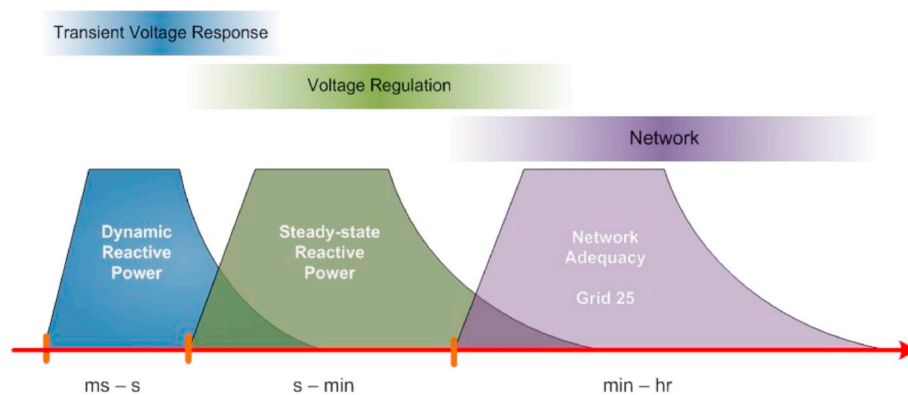 Transient Voltage Response
Voltage Regulation
Network
Dynamic
Reactive
Power
Steady-state
Reactive
Power
Network
Adequacy
Grid 25
ms – s
s – min
min – hr